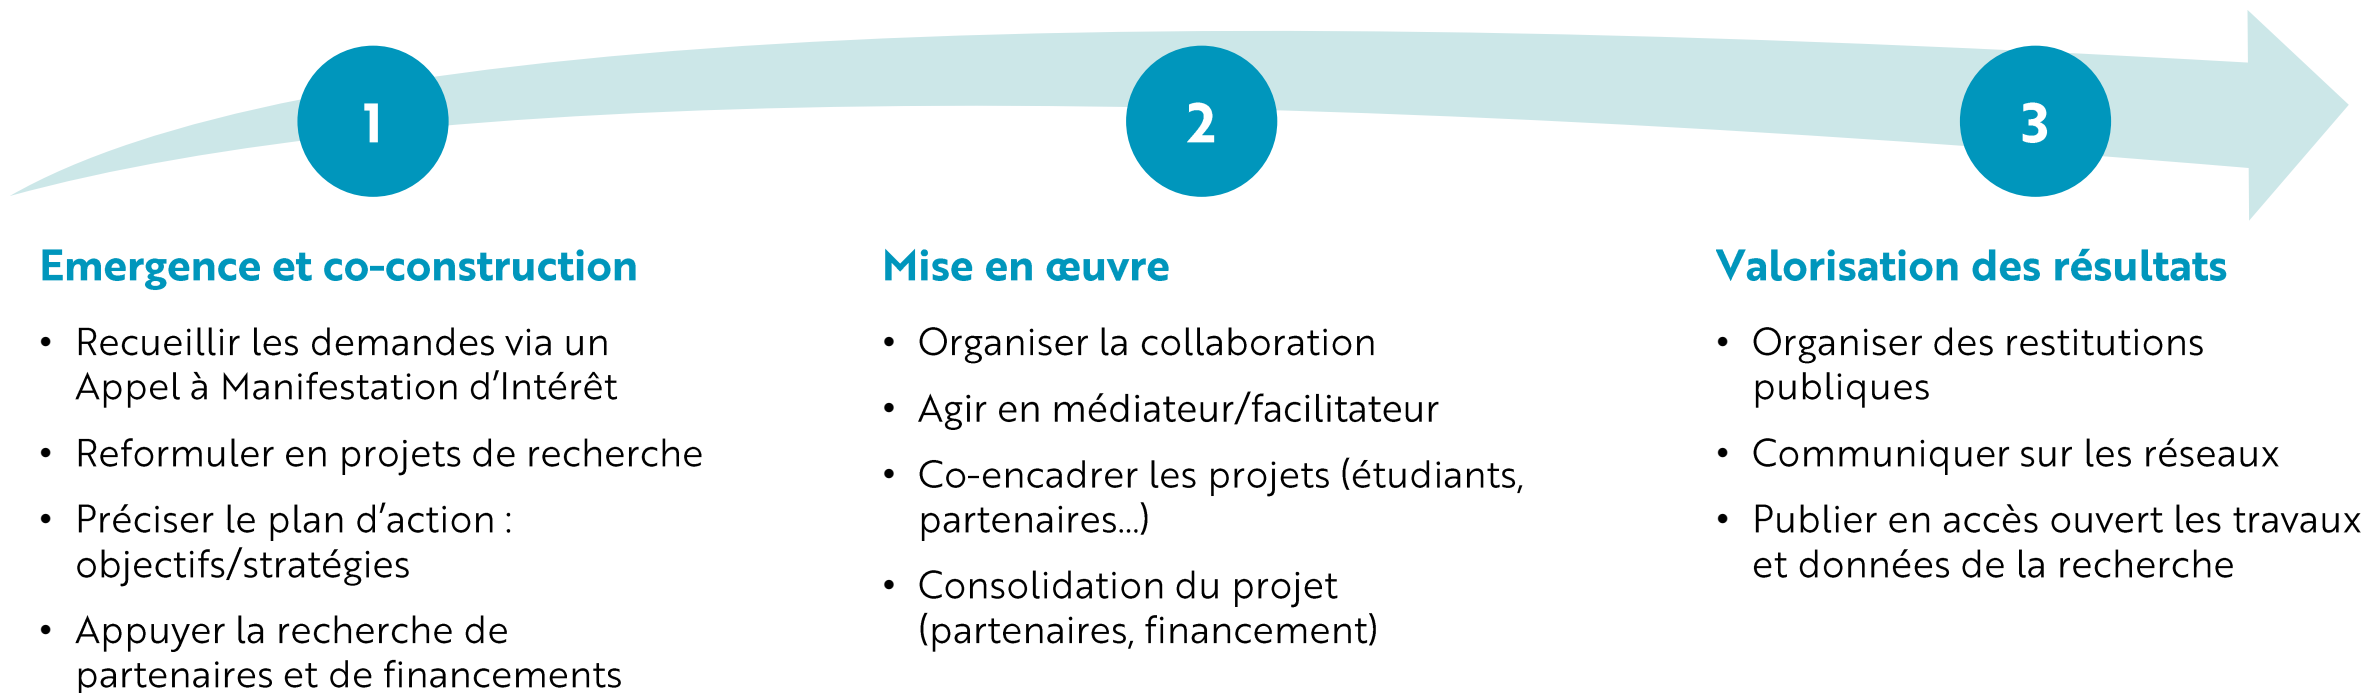 1
2
3
Emergence et co-construction
• Recueillir les demandes via un
Appel à Manifestation d’Intérêt
• Reformuler en projets de recherche
• Préciser le plan d’action :
objectifs/stratégies
• Appuyer la recherche de
partenaires et de financements
Mise en œuvre
• Organiser la collaboration
• Agir en médiateur/facilitateur
• Co-encadrer les projets (étudiants,
partenaires...)
• Consolidation du projet
(partenaires, financement)
Valorisation des résultats
• Organiser des restitutions
publiques
• Communiquer sur les réseaux
• Publier en accès ouvert les travaux
et données de la recherche